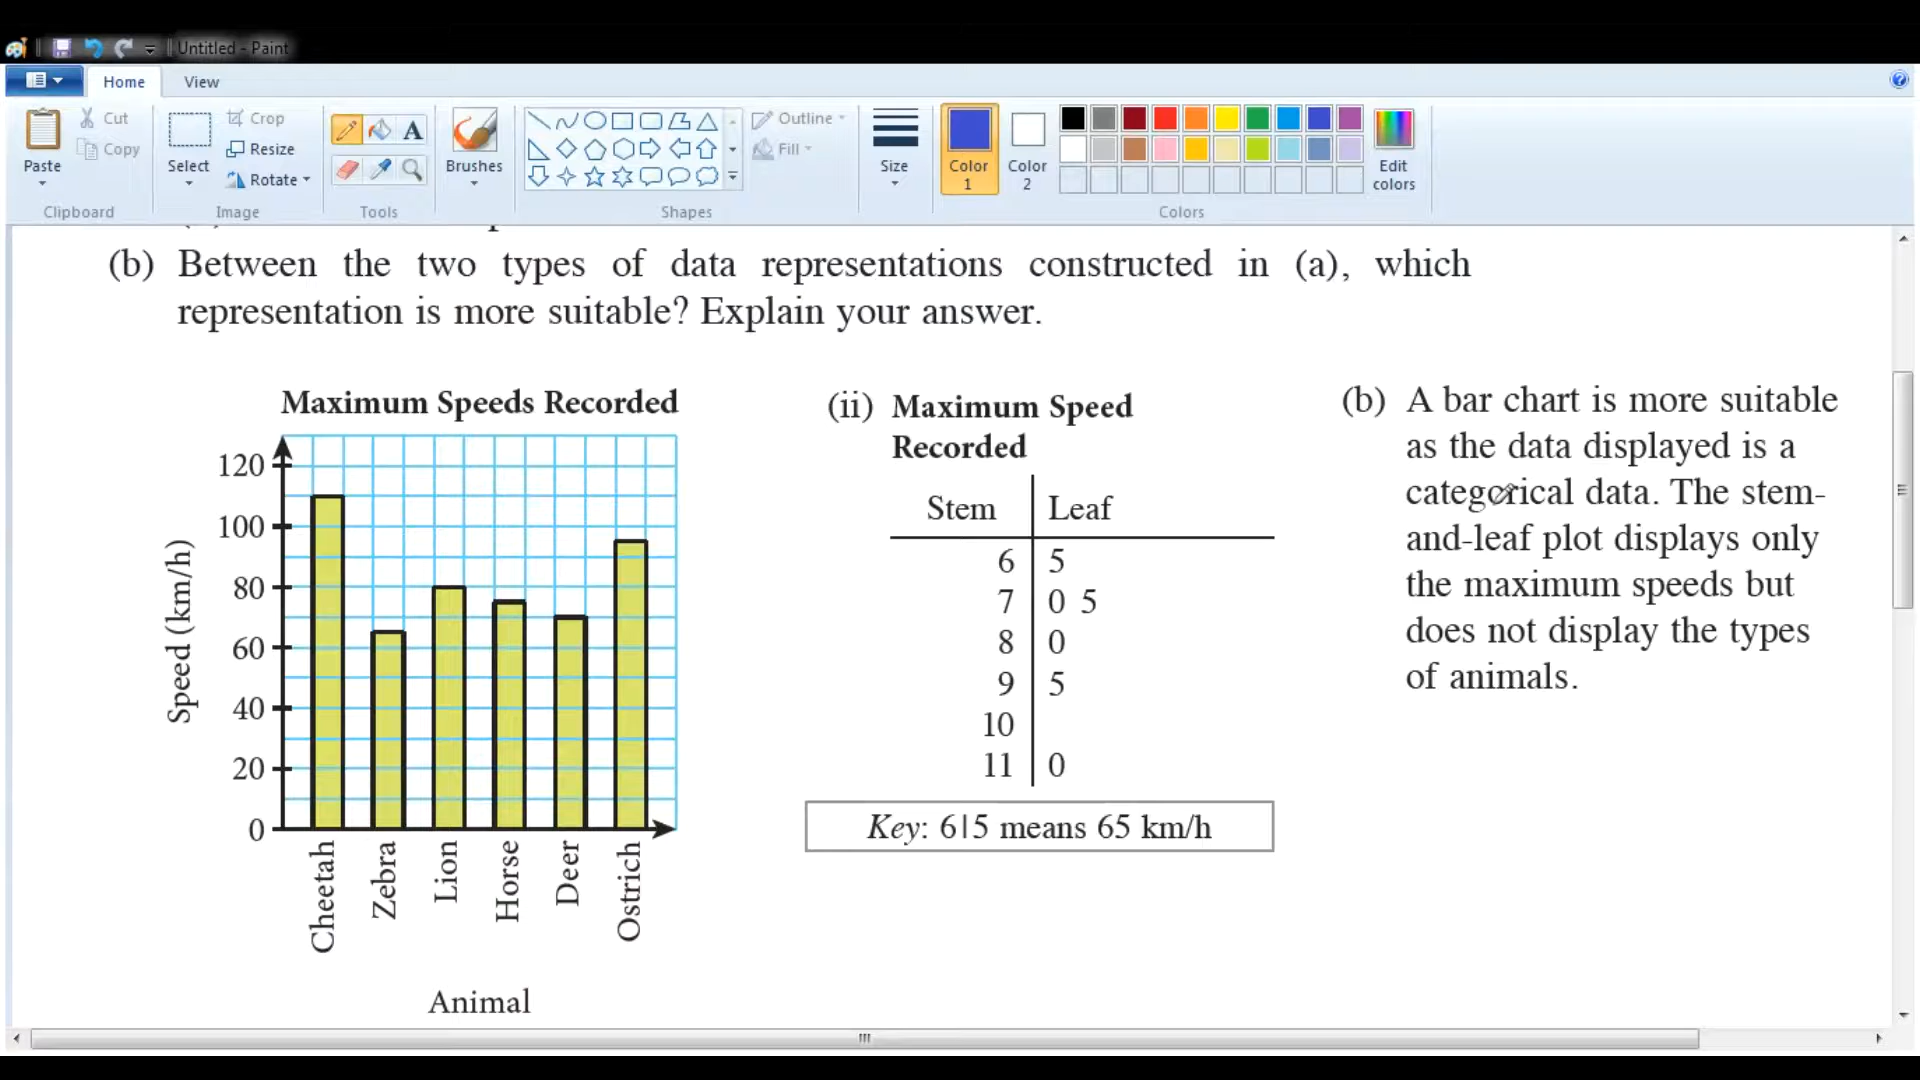 Untitled - Paint
Home View
Paste
Cut
Copy
Clipboard
Select
Crop
Resize
Rotate
Image
A
Tools
Brushes
Shapes
Outline
Fill
Size
Color
1
Color
2
Edit
colors
Colors
(b) Between the two types of data representations constructed in (a), which
representation is more suitable? Explain your answer.
Maximum Speeds Recorded
Speed (km/h)
120
100
80
60
40
20
0
Cheetah
Zebra
Lion
Horse
Deer
Ostrich
Animal
(ii) Maximum Speed
Recorded
Stem Leaf
6 5
7 0 5
8 0
9 5
10
11 0
Key: 6|5 means 65 km/h
(b) A bar chart is more suitable
as the data displayed is a
categorical data. The stem-
and-leaf plot displays only
the maximum speeds but
does not display the types
of animals.